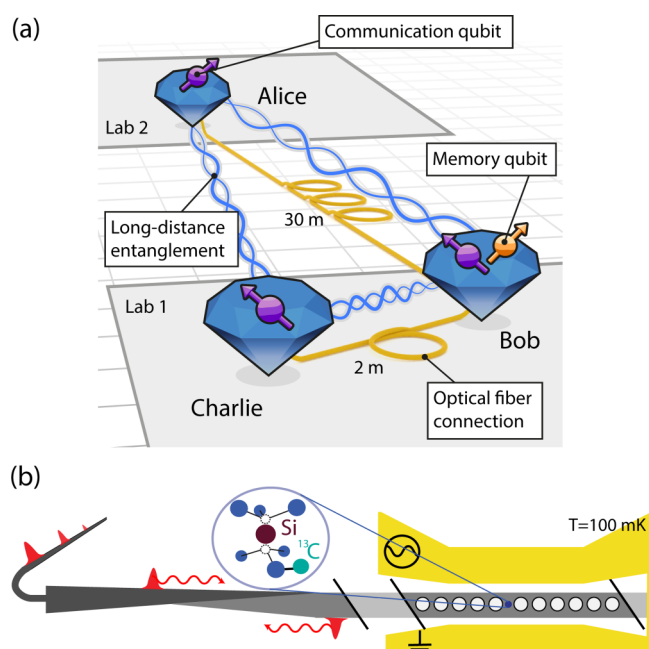 (a)
Communication qubit
Alice
Lab 2
Memory qubit
30 m
Long-distance
entanglement
Lab 1
Bob
2 m
Charlie
Optical fiber
connection
(b)
T=100 mK
Si
¹³C